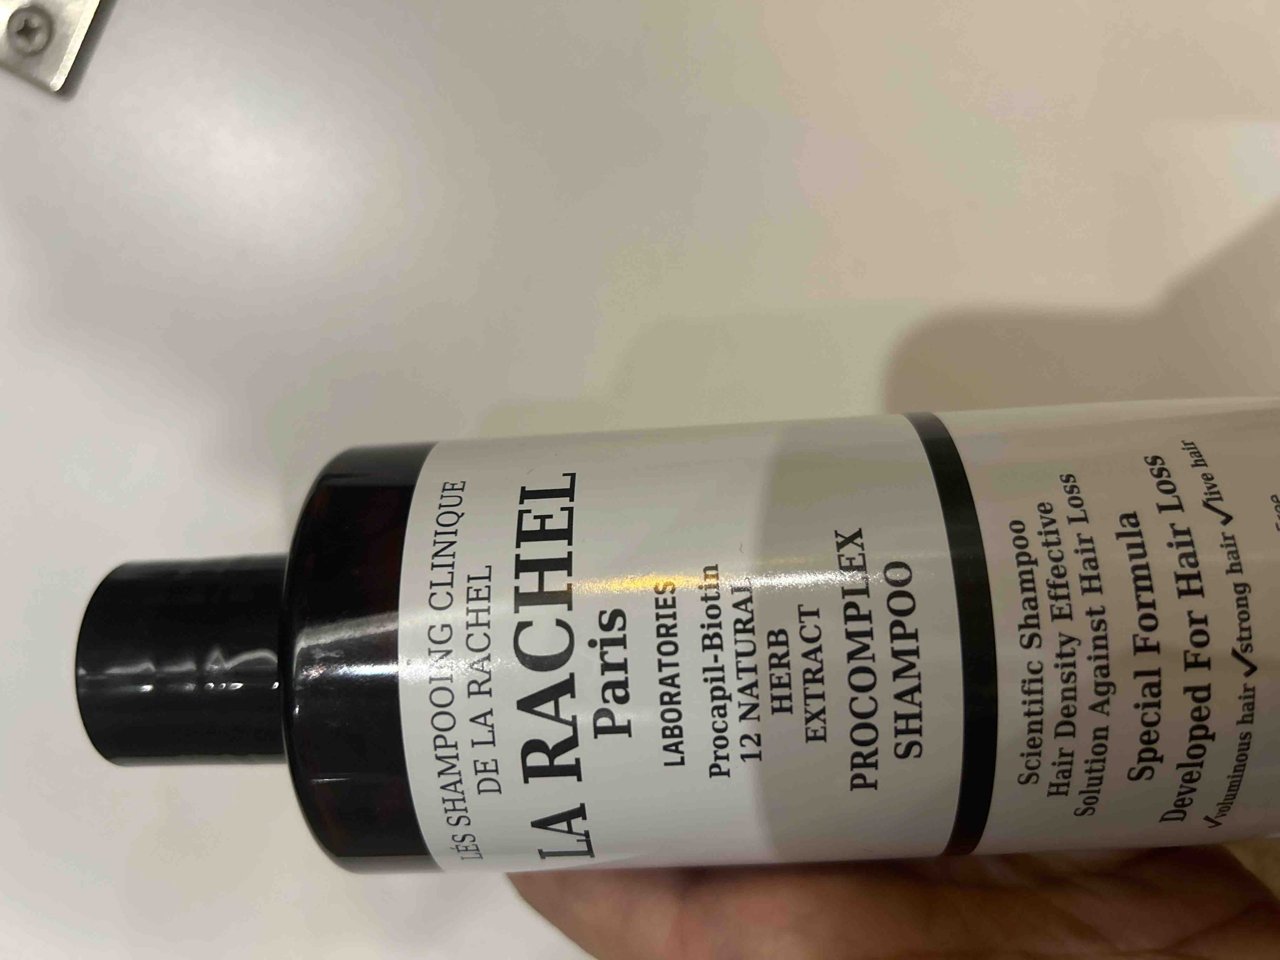 LÉS SHAMPOOING CLINIQUE
DE LA RACHEL
LA RACHEL
Paris
LABORATORIES
Procapil-Biotin
12 NATURAL
HERB
EXTRACT
PROCOMPLEX
SHAMPOO
Scientific Shampoo
Hair Density Effective
Solution Against Hair Loss
Special Formula
Developed For Hair Loss
✓voluminous hair ✓strong hair ✓live hair